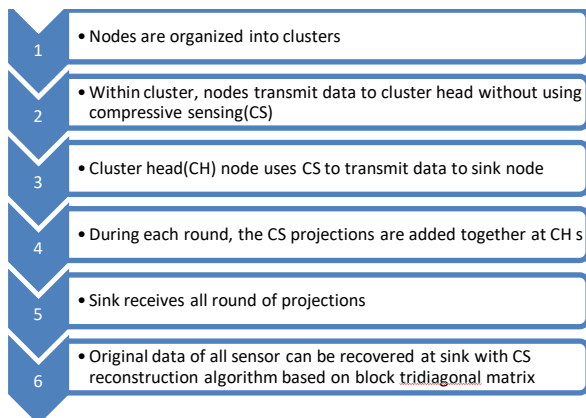 1
• Nodes are organized into clusters
2
• Within cluster, nodes transmit data to cluster head without using
compressive sensing(CS)
3
• Cluster head(CH) node uses CS to transmit data to sink node
4
• During each round, the CS projections are added together at CH s
5
• Sink receives all round of projections
6
• Original data of all sensor can be recovered at sink with CS
reconstruction algorithm based on block tridiagonal matrix